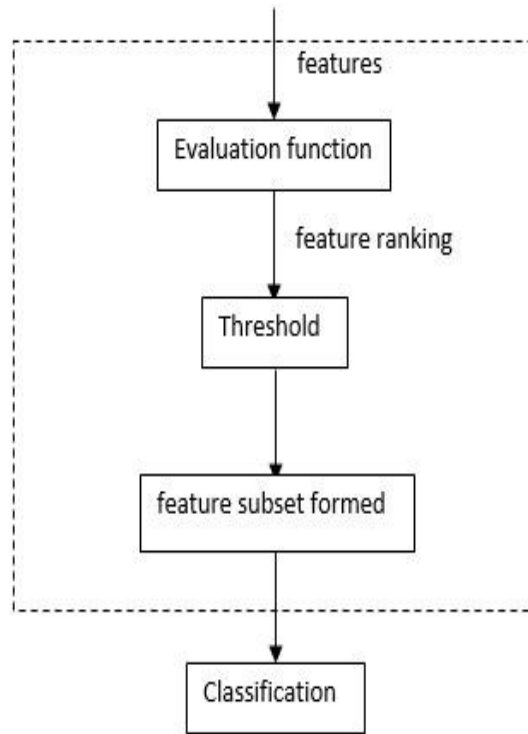 features
Evaluation function
feature ranking
Threshold
feature subset formed
Classification